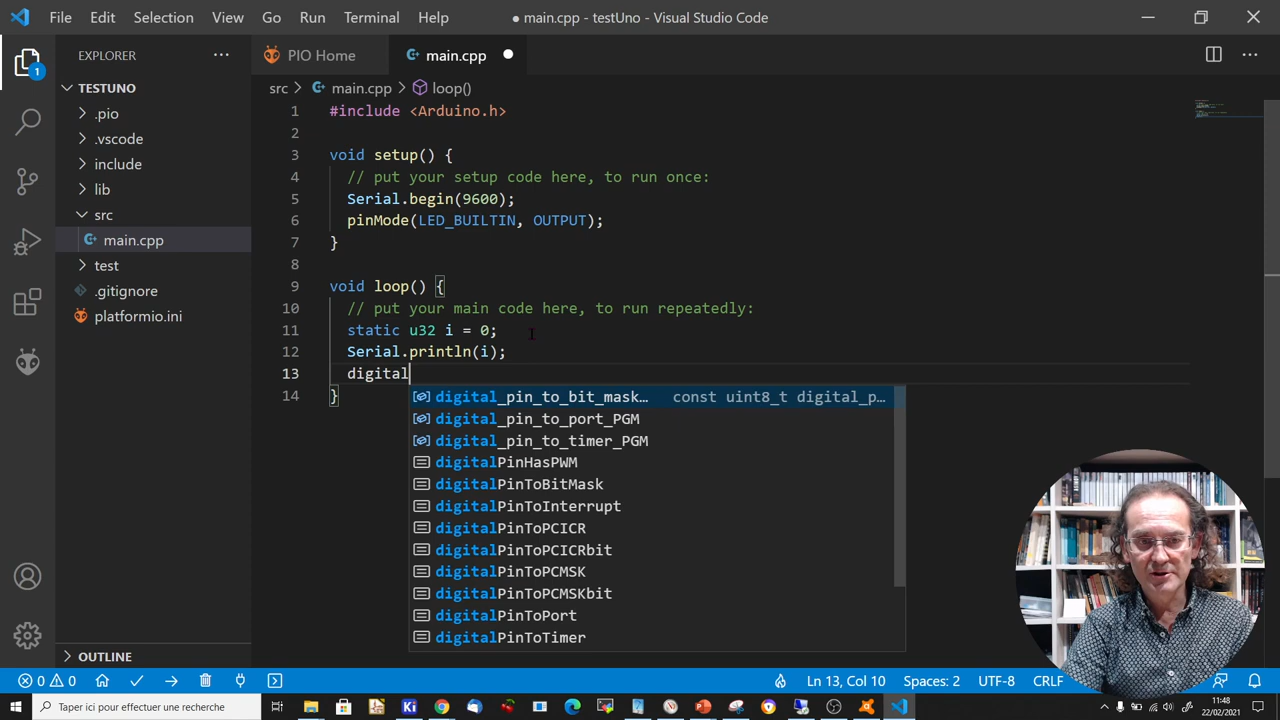 File Edit Selection View Go Run Terminal Help
● main.cpp - testUno - Visual Studio Code
EXPLORER
PIO Home
main.cpp
1
TESTUNO
src
main.cpp
loop()
.pio
.vscode
include
lib
src
main.cpp
test
.gitignore
platformio.ini
OUTLINE
1 #include <Arduino.h>
2
3 void setup() {
4 // put your setup code here, to run once:
5 Serial.begin(9600);
6 pinMode(LED_BUILTIN, OUTPUT);
7 }
8
9 void loop() {
10 // put your main code here, to run repeatedly:
11 static u32 i = 0;
12 Serial.println(i);
13 digital
14 }
digital_pin_to_bit_mask… const uint8_t digital_p…
digital_pin_to_port_PGM
digital_pin_to_timer_PGM
digitalPinHasPWM
digitalPinToBitMask
digitalPinToInterrupt
digitalPinToPCICR
digitalPinToPCICRbit
digitalPinToPCMSK
digitalPinToPCMSKbit
digitalPinToPort
digitalPinToTimer
0 0 Ln 13, Col 10 Spaces: 2 UTF-8 CRLF
Taper ici pour effectuer une recherche
Ki
11:48
22/02/2021